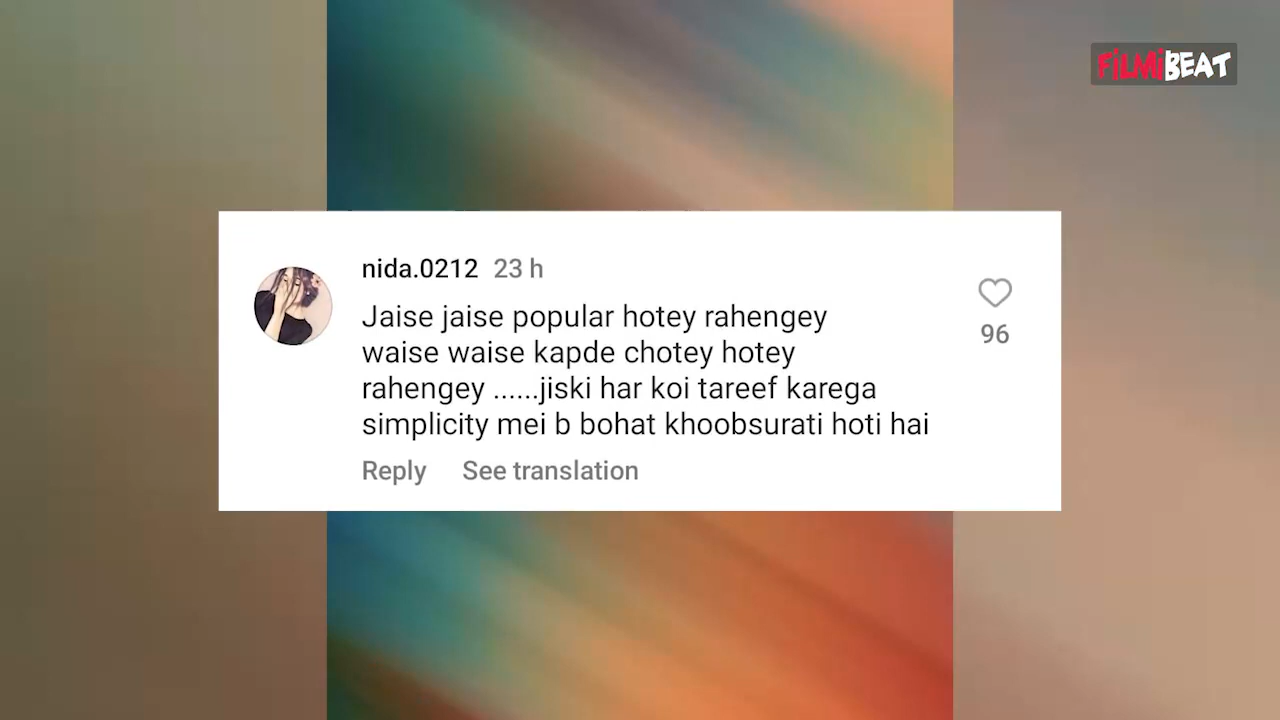 FILMIBEAT
nida.0212 23 h
Jaise jaise popular hotey rahengey
waise waise kapde chotey hotey
rahengey ......jiski har koi tareef karega
simplicity mei b bohat khoobsurati hoti hai
96
Reply See translation